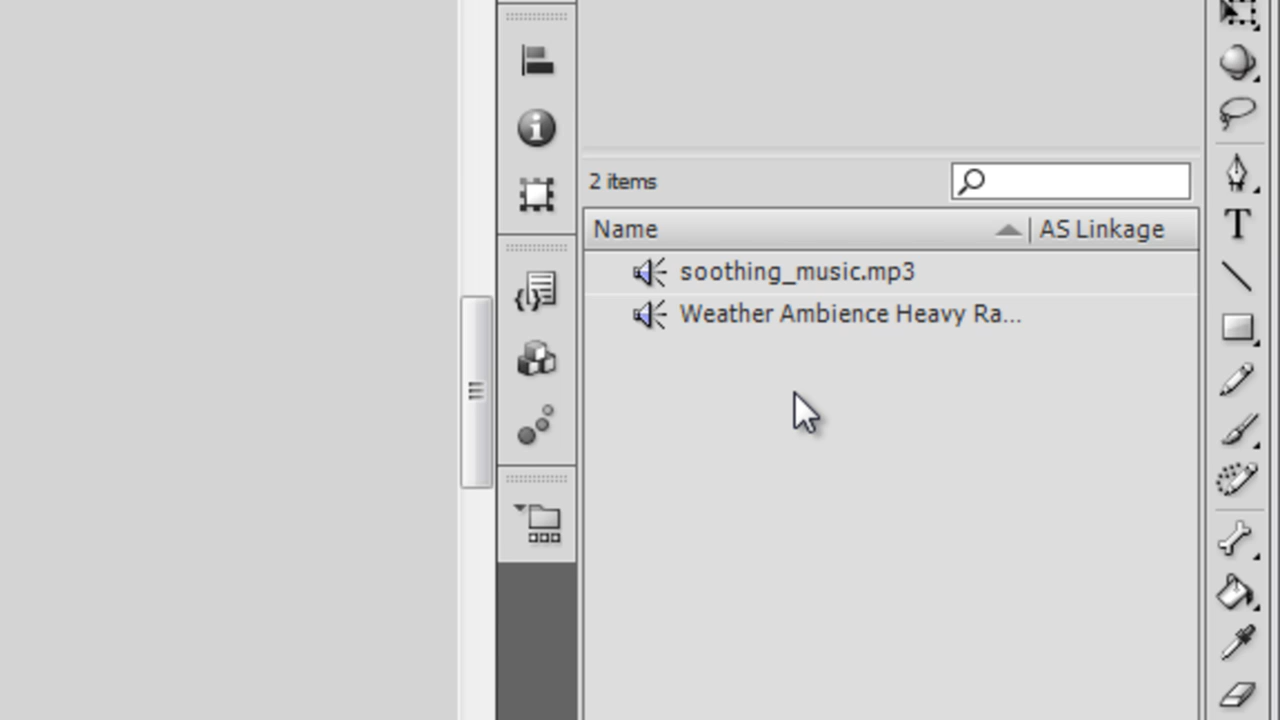 2 items
Name AS Linkage
soothing_music.mp3
Weather Ambience Heavy Ra...
T